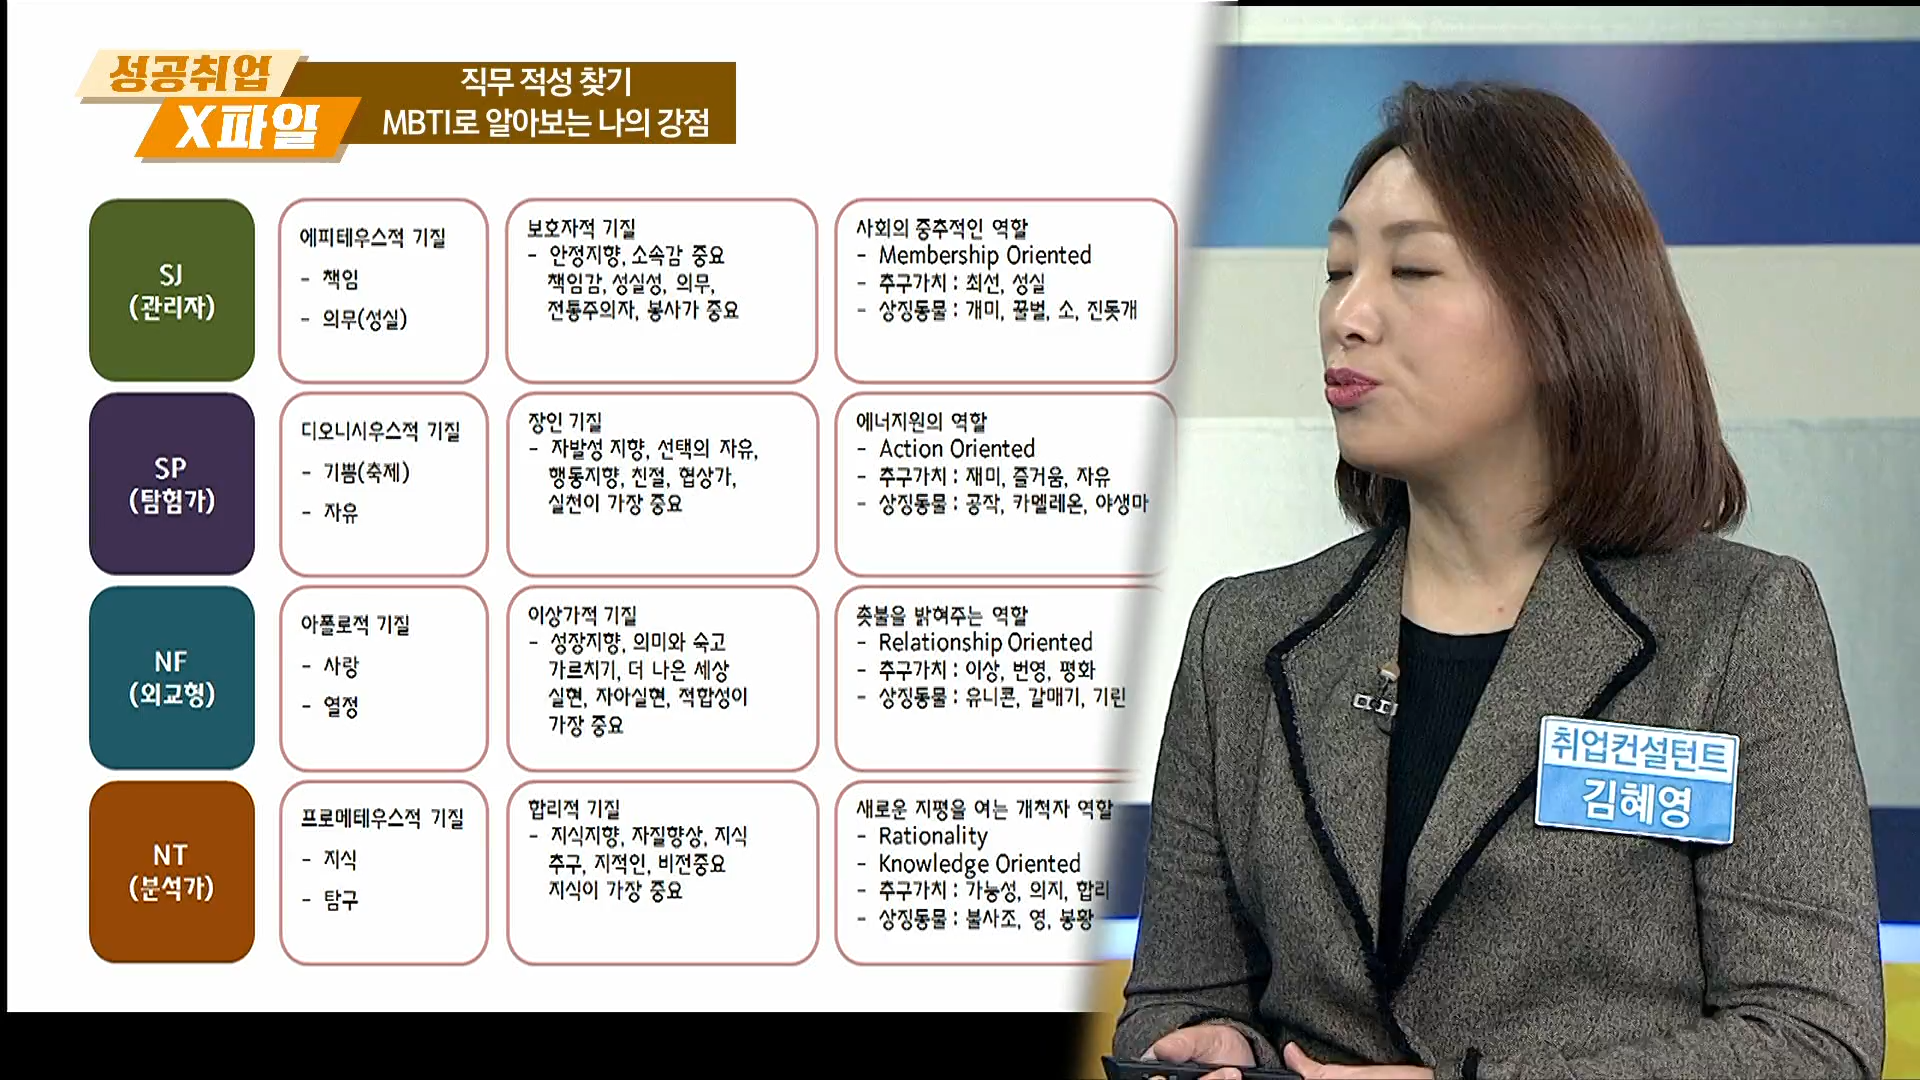 성공취업
X파일
직무 적성 찾기
MBTI로 알아보는 나의 강점
SJ
(관리자)
에피테우스적 기질
- 책임
- 의무(성실)
보호자적 기질
- 안정지향, 소속감 중요
책임감, 성실성, 의무,
전통주의자, 봉사가 중요
사회의 중추적인 역할
- Membership Oriented
- 추구가치 : 최선, 성실
- 상징동물 : 개미, 꿀벌, 소, 진돗개
SP
(탐험가)
디오니시우스적 기질
- 기쁨(축제)
- 자유
장인 기질
- 자발성 지향, 선택의 자유,
행동지향, 친절, 협상가,
실천이 가장 중요
에너지원의 역할
- Action Oriented
- 추구가치 : 재미, 즐거움, 자유
- 상징동물 : 공작, 카멜레온, 야생마
NF
(외교형)
아폴로적 기질
- 사랑
- 열정
이상가적 기질
- 성장지향, 의미와 숙고
가르치기, 더 나은 세상
실현, 자아실현, 적합성이
가장 중요
촛불을 밝혀주는 역할
- Relationship Oriented
- 추구가치 : 이상, 번영, 평화
- 상징동물 : 유니콘, 갈매기, 기린
NT
(분석가)
프로메테우스적 기질
- 지식
- 탐구
합리적 기질
- 지식지향, 자질향상, 지식
추구, 지적인, 비전중요
지식이 가장 중요
새로운 지평을 여는 개척자 역할
- Rationality
- Knowledge Oriented
- 추구가치 : 가능성, 의지, 합리
- 상징동물 : 불사조, 영, 봉황
취업컨설턴트
김혜영